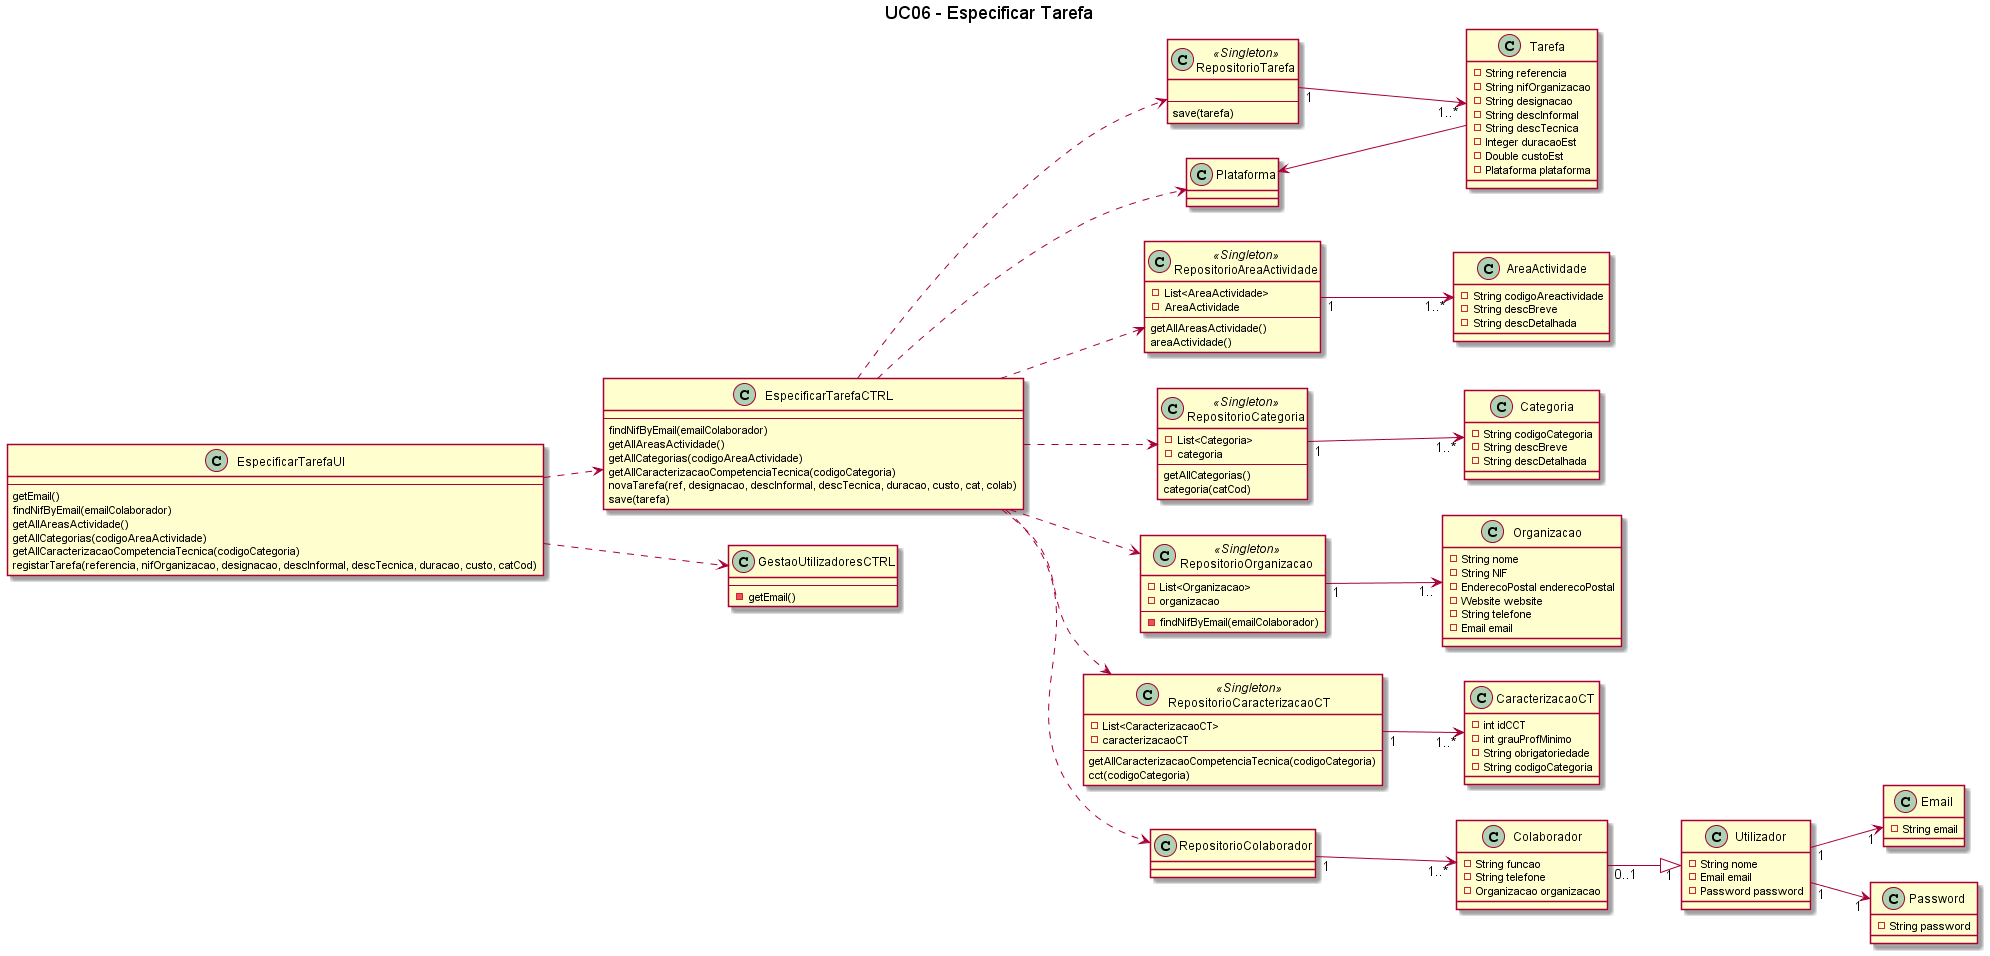 UC06 - Especificar Tarefa
C EspecificarTarefaUI
getEmail()
findNifByEmail(emailColaborador)
getAllAreasActividade()
getAllCategorias(codigoAreaActividade)
getAllCaracterizacaoCompetenciaTecnica(codigoCategoria)
registarTarefa(referencia, nifOrganizacao, designacao, descInformal, descTecnica, duracao, custo, catCod)
C EspecificarTarefaCTRL
findNifByEmail(emailColaborador)
getAllAreasActividade()
getAllCategorias(codigoAreaActividade)
getAllCaracterizacaoCompetenciaTecnica(codigoCategoria)
novaTarefa(ref, designacao, descInformal, descTecnica, duracao, custo, cat, colab)
save(tarefa)
C GestaoUtilizadoresCTRL
getEmail()
C «Singleton»
RepositorioTarefa
save(tarefa)
1
1..*
C Tarefa
String referencia
String nifOrganizacao
String designacao
String descInformal
String descTecnica
Integer duracaoEst
Double custoEst
Plataforma plataforma
C Plataforma
C «Singleton»
RepositorioAreaActividade
List<AreaActividade>
AreaActividade
getAllAreasActividade()
areaActividade()
1
1..*
C AreaActividade
String codigoAreactividade
String descBreve
String descDetalhada
C «Singleton»
RepositorioCategoria
List<Categoria>
categoria
getAllCategorias()
categoria(catCod)
1
1..*
C Categoria
String codigoCategoria
String descBreve
String descDetalhada
C «Singleton»
RepositorioOrganizacao
List<Organizacao>
organizacao
findNifByEmail(emailColaborador)
1
1..
C Organizacao
String nome
String NIF
EnderecoPostal enderecoPostal
Website website
String telefone
Email email
C «Singleton»
RepositorioCaracterizacaoCT
List<CaracterizacaoCT>
caracterizacaoCT
getAllCaracterizacaoCompetenciaTecnica(codigoCategoria)
cct(codigoCategoria)
1
1..*
C CaracterizacaoCT
int idCCT
int grauProfMinimo
String obrigatoriedade
String codigoCategoria
C RepositorioColaborador
1
1..*
C Colaborador
String funcao
String telefone
Organizacao organizacao
0..1
1
C Utilizador
String nome
Email email
Password password
1
1
C Email
String email
1
1
C Password
String password